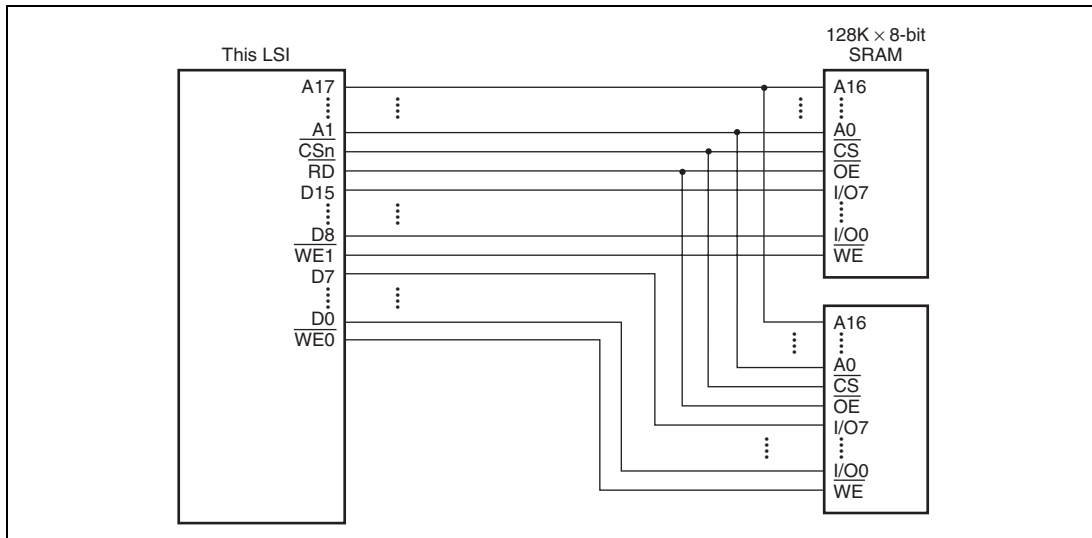 This LSI
A17
A1
CSn
RD
D15
D8
WE1
D7
D0
WE0
128K × 8-bit
SRAM
A16
A0
CS
OE
I/O7
I/O0
WE
A16
A0
CS
OE
I/O7
I/O0
WE